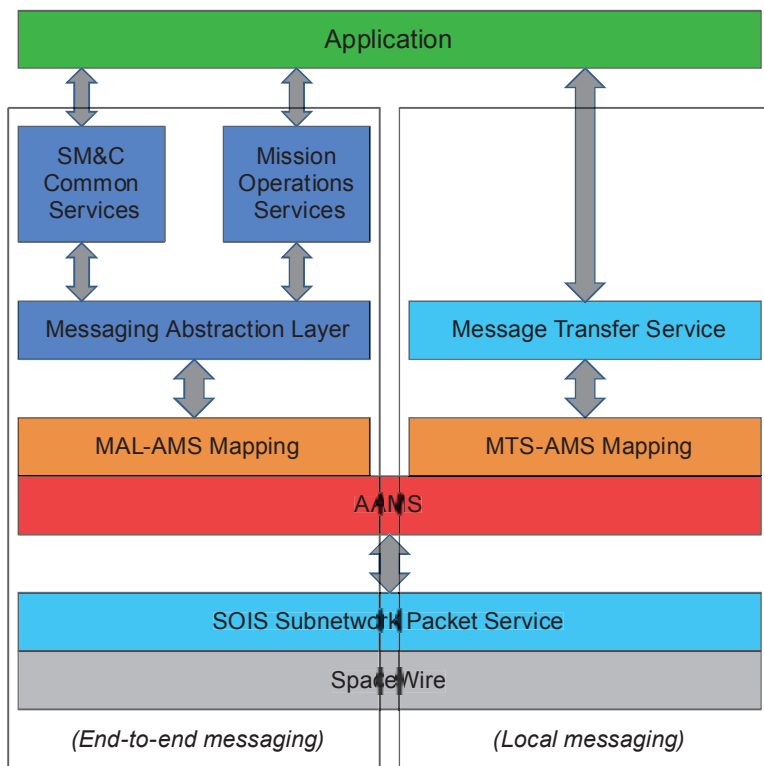 Application
SM&C
Common
Services
Mission
Operations
Services
Messaging Abstraction Layer
Message Transfer Service
MAL-AMS Mapping
MTS-AMS Mapping
AAMS
SOIS Subnetwork Packet Service
SpaceWire
(End-to-end messaging)
(Local messaging)